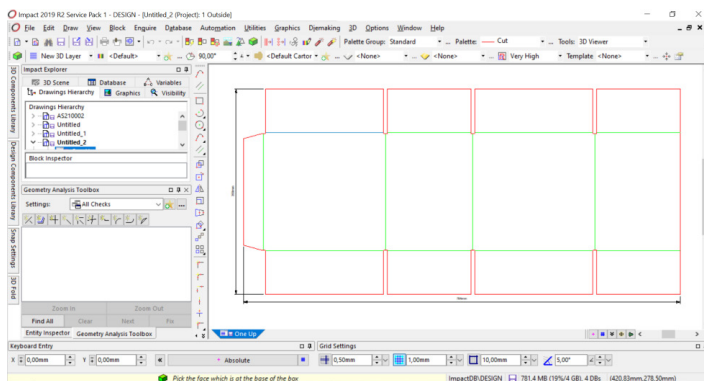 Impact 2019 R2 Service Pack 1 - DESIGN - [Untitled_2 (Project): 1 Outside]
File Edit Draw View Block Enquire Database Automation Utilities Graphics Djemaking 3D Options Window Help
Palette Group: Standard Palette: Cut Tools: 3D Viewer
New 3D Layer <Default> 90,00° Default Cartor <None> <None> Very High Template <None>
Impact Explorer
3D Scene Database Variables
Drawings Hierarchy Graphics Visibility
Drawings Hierarchy
AS210002
Untitled
Untitled_1
Untitled_2
Block Inspector
Geometry Analysis Toolbox
Settings: All Checks
Zoom In Zoom Out
Find All Clear Next Fix
Entity Inspector Geometry Analysis Toolbox
3D Components Library
Design Components Library
Snap Settings
3D Fold
One Up
Keyboard Entry Grid Settings
X 0,00mm Y 0,00mm Absolute 0,50mm 1,00mm 10,00mm 5,00°
Pick the face which is at the base of the box ImpactDB\DESIGN 781,4 MB (19%/4 GB), 4 DBs (420,83mm,278,50mm)